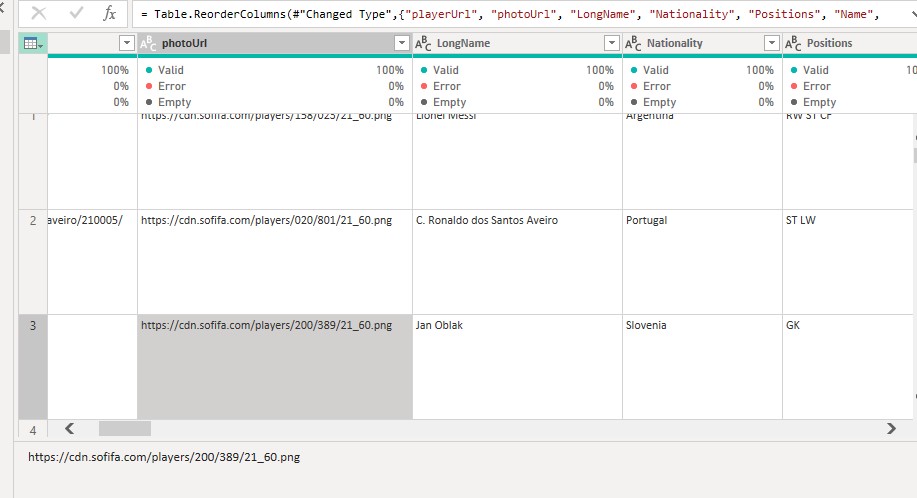 fx = Table.ReorderColumns(#"Changed Type",{"playerUrl", "photoUrl", "LongName", "Nationality", "Positions", "Name",
ABC photoUrl ABC LongName ABC Nationality ABC Positions
100% Valid 100% Valid 100% Valid 100% Valid 10
0% Error 0% Error 0% Error 0% Error
0% Empty 0% Empty 0% Empty 0% Empty
1 https://cdn.sofifa.com/players/158/023/21_60.png Lionel Messi Argentina RW ST CF
2 aveiro/210005/ https://cdn.sofifa.com/players/020/801/21_60.png C. Ronaldo dos Santos Aveiro Portugal ST LW
3 https://cdn.sofifa.com/players/200/389/21_60.png Jan Oblak Slovenia GK
4
https://cdn.sofifa.com/players/200/389/21_60.png